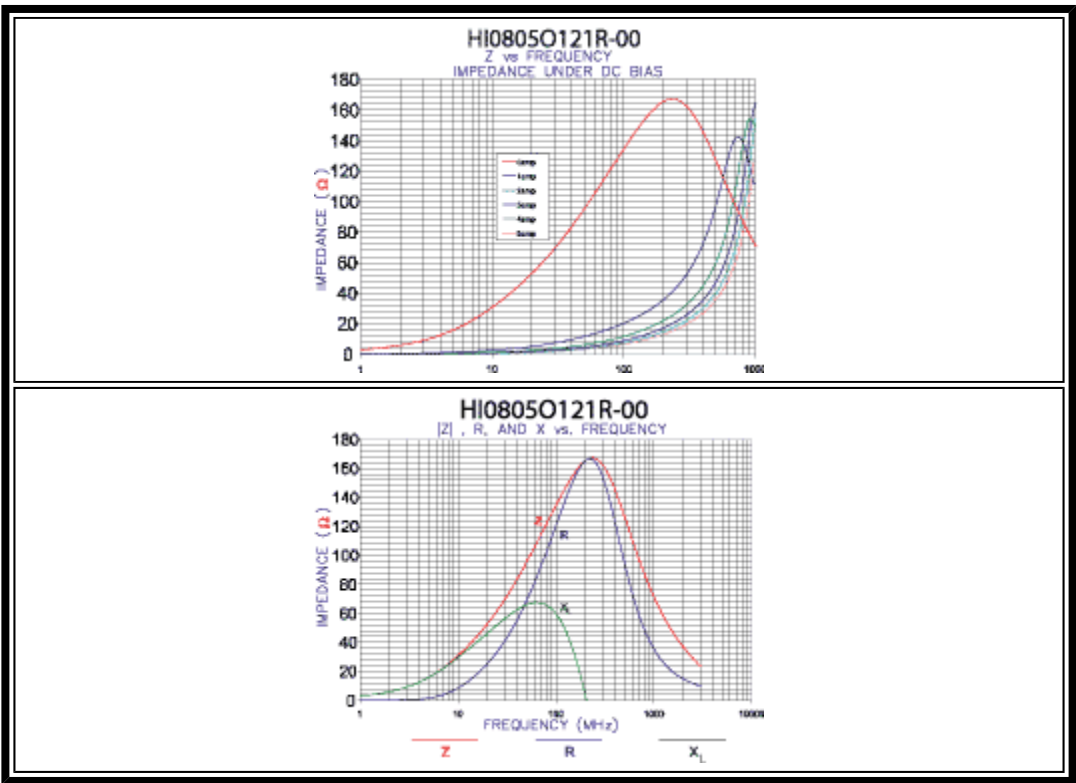 HI0805O121R-00
Z vs FREQUENCY
IMPEDANCE UNDER DC BIAS
180
160
140
120
100
80
60
40
20
0
IMPEDANCE (Ω)
1
10
100
1000
HI0805O121R-00
|Z| , R, AND X vs. FREQUENCY
180
160
140
120
100
80
60
40
20
0
IMPEDANCE (Ω)
Z
R
X
1
10
100
1000
10000
FREQUENCY (MHz)
Z
R
XL